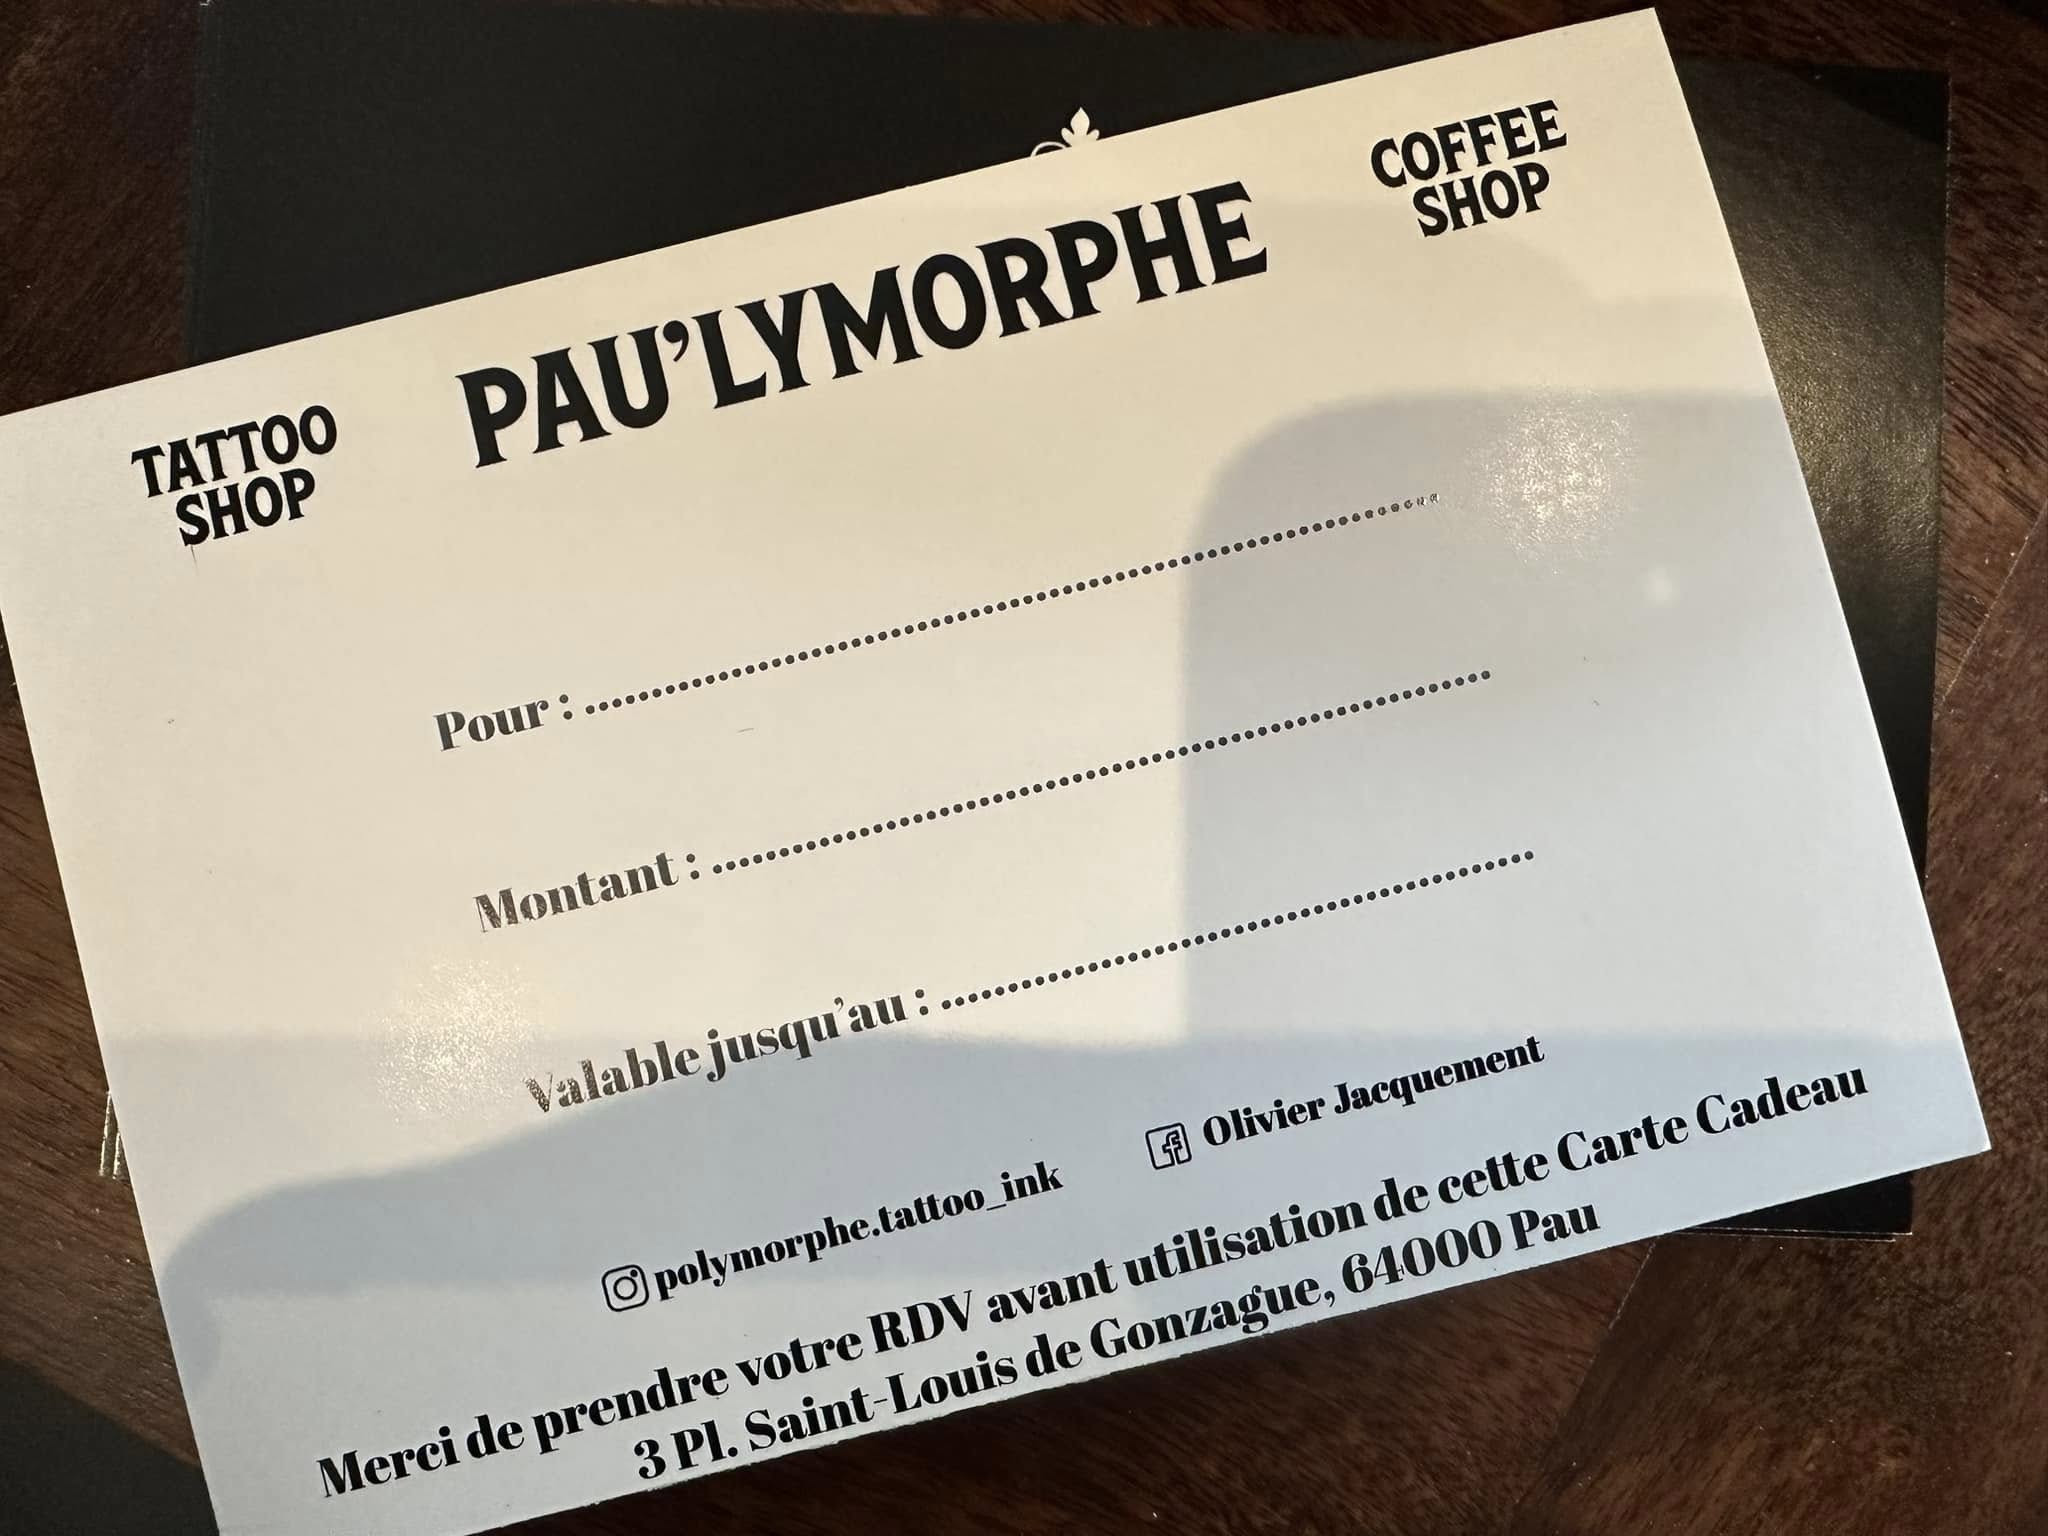 TATTOO
SHOP
PAU'LYMORPHE
COFFEE
SHOP
Pour : ................................................................
Montant : ..........................................................
Valable jusqu'au : .............................................
polymorphe.tattoo_ink
Olivier Jacquement
Merci de prendre votre RDV avant utilisation de cette Carte Cadeau
3 Pl. Saint-Louis de Gonzague, 64000 Pau